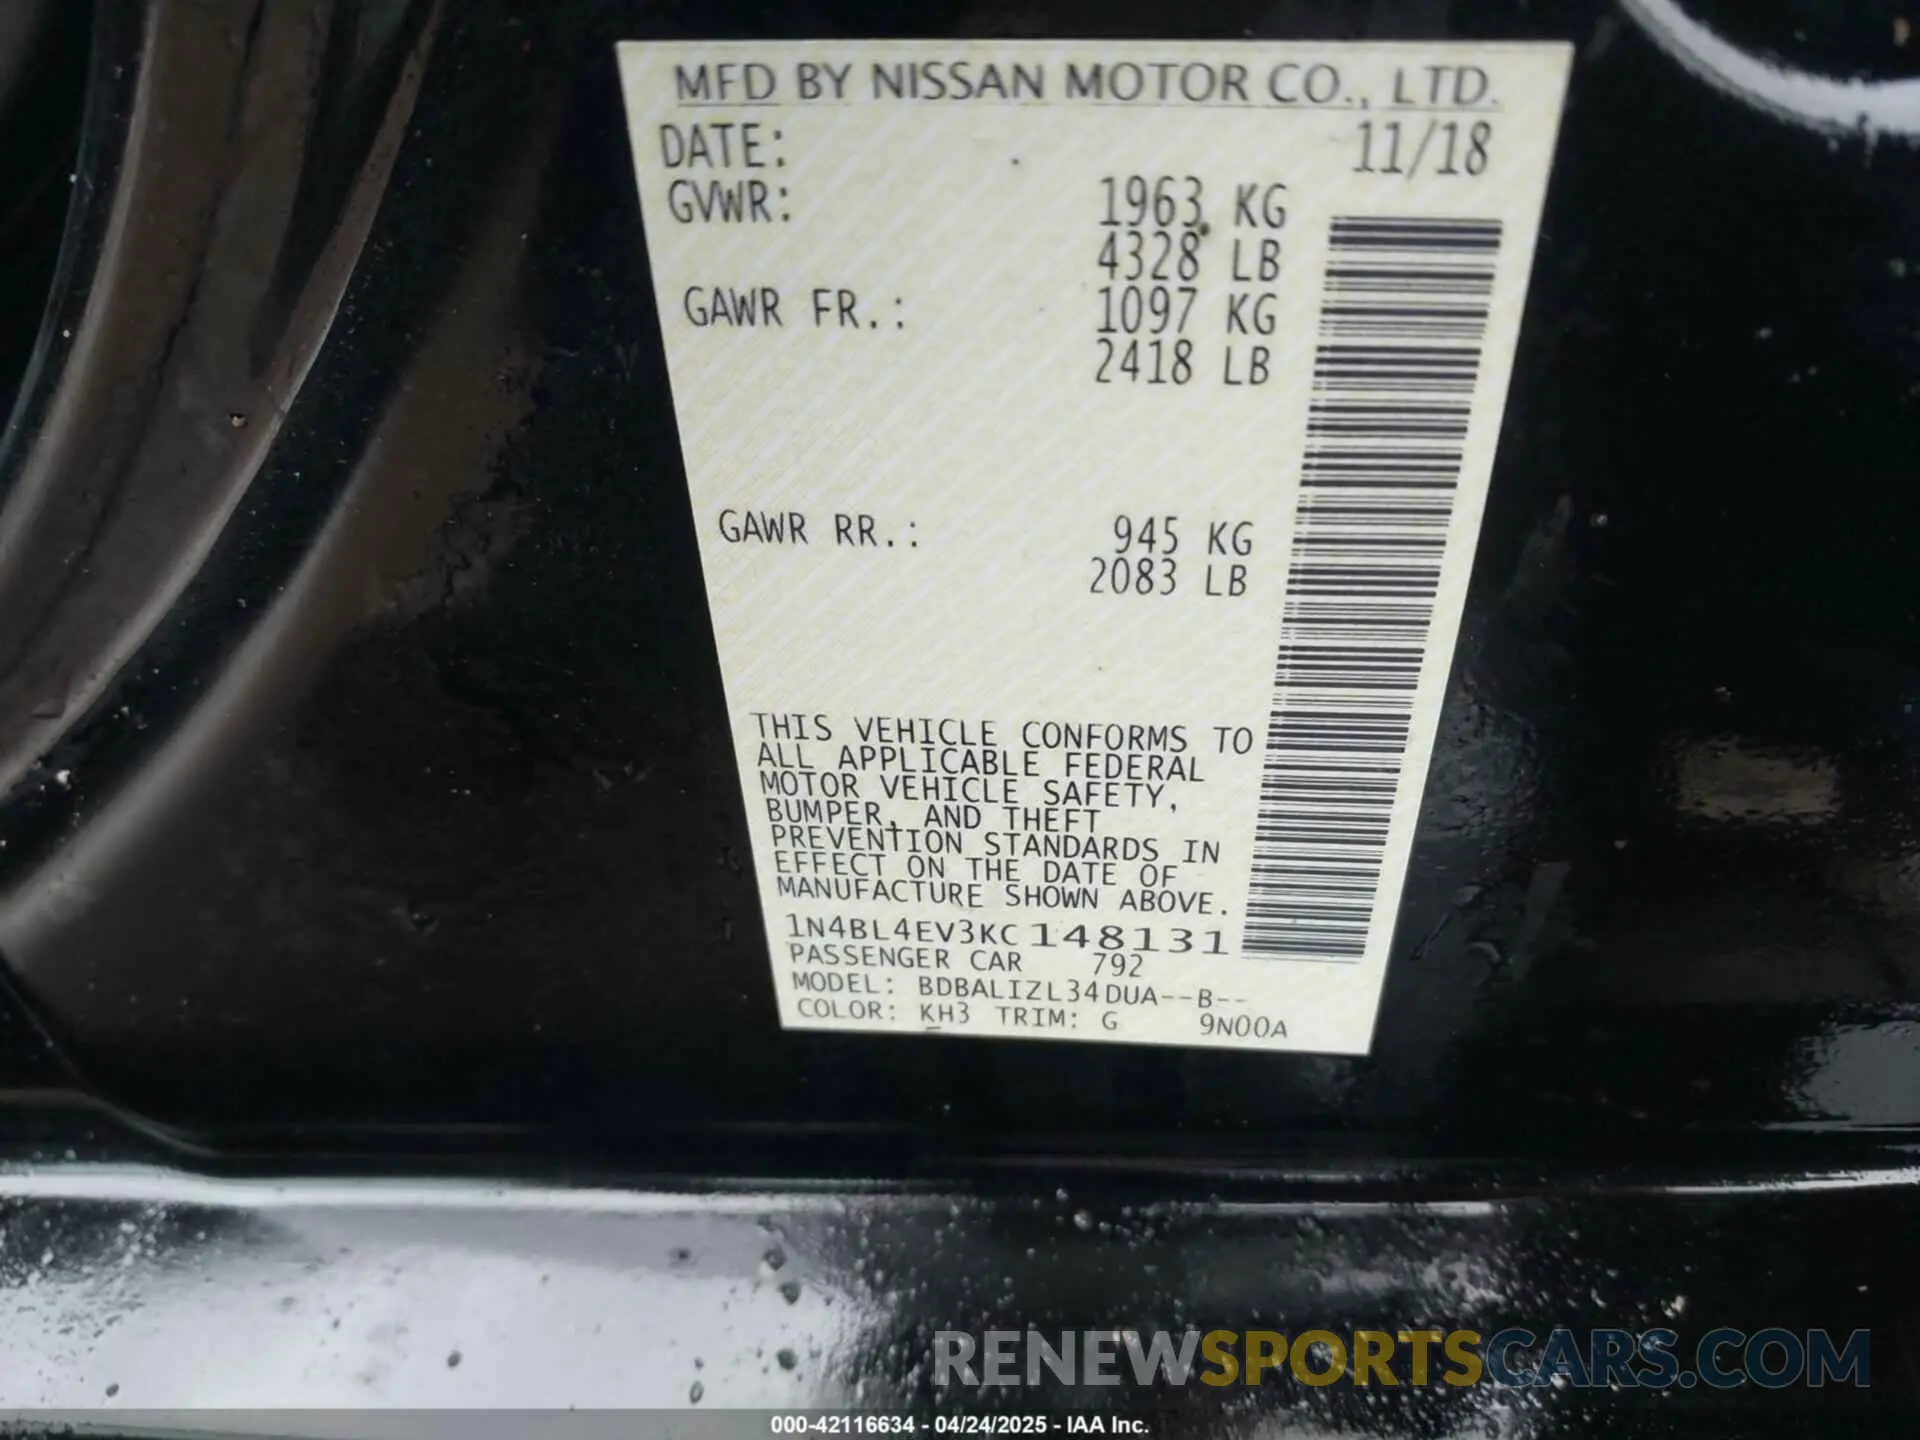 MFD BY NISSAN MOTOR CO., LTD.
DATE: 11/18
GVWR: 1963 KG
4328 LB
GAWR FR.: 1097 KG
2418 LB
GAWR RR.: 945 KG
2083 LB
THIS VEHICLE CONFORMS TO
ALL APPLICABLE FEDERAL
MOTOR VEHICLE SAFETY,
BUMPER, AND THEFT
PREVENTION STANDARDS IN
EFFECT ON THE DATE OF
MANUFACTURE SHOWN ABOVE.
1N4BL4EV3KC148131
PASSENGER CAR 792
MODEL: BDBALIZL34DUA--B--
COLOR: KH3 TRIM: G 9N00A
RENEWSPORTSCARS.COM
000-42116634 - 04/24/2025 - IAA Inc.